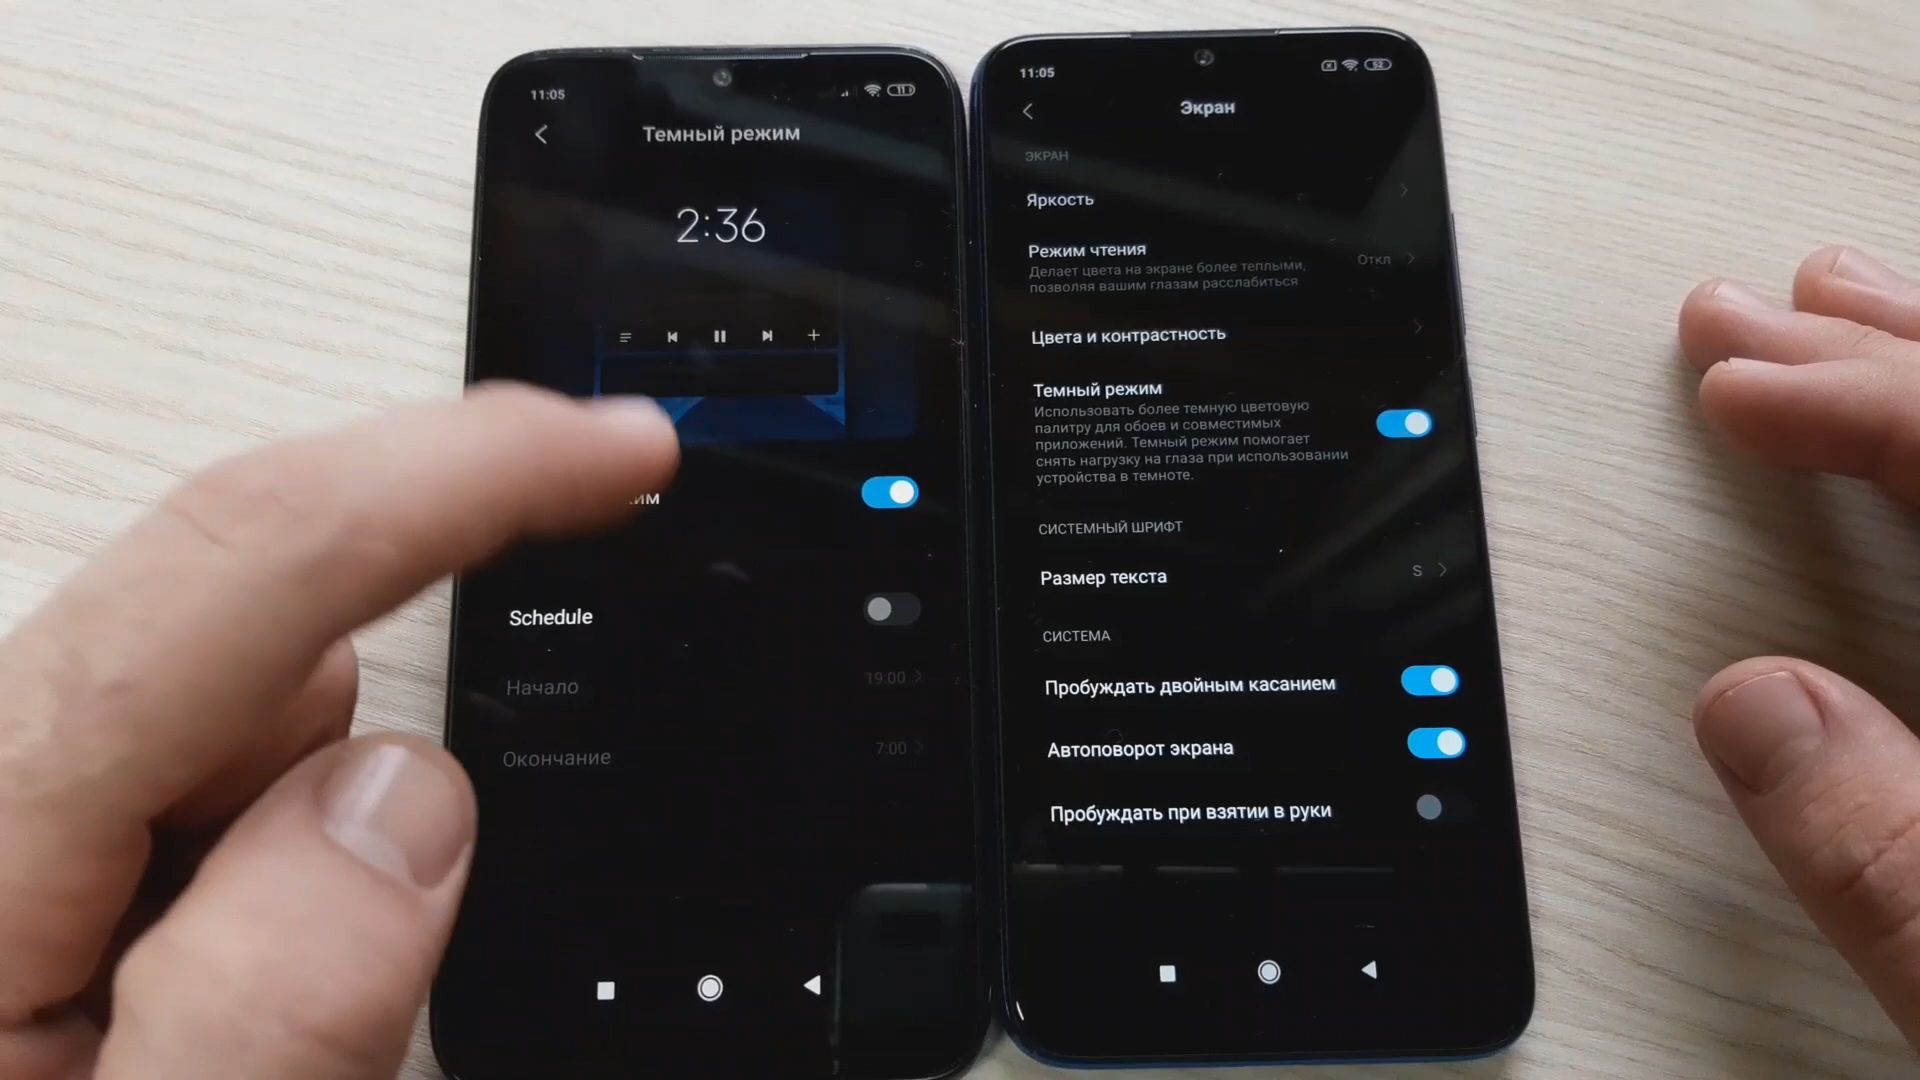 11:05
11
Темный режим
2:36
им
Schedule
Начало
19:00
Окончание
7:00
11:05
52
Экран
ЭКРАН
Яркость
Режим чтения
Делает цвета на экране более теплыми,
позволяя вашим глазам расслабиться
Откл
Цвета и контрастность
Темный режим
Использовать более темную цветовую
палитру для обоев и совместимых
приложений. Темный режим помогает
снять нагрузку на глаза при использовании
устройства в темноте.
СИСТЕМНЫЙ ШРИФТ
Размер текста
S
СИСТЕМА
Пробуждать двойным касанием
Автоповорот экрана
Пробуждать при взятии в руки